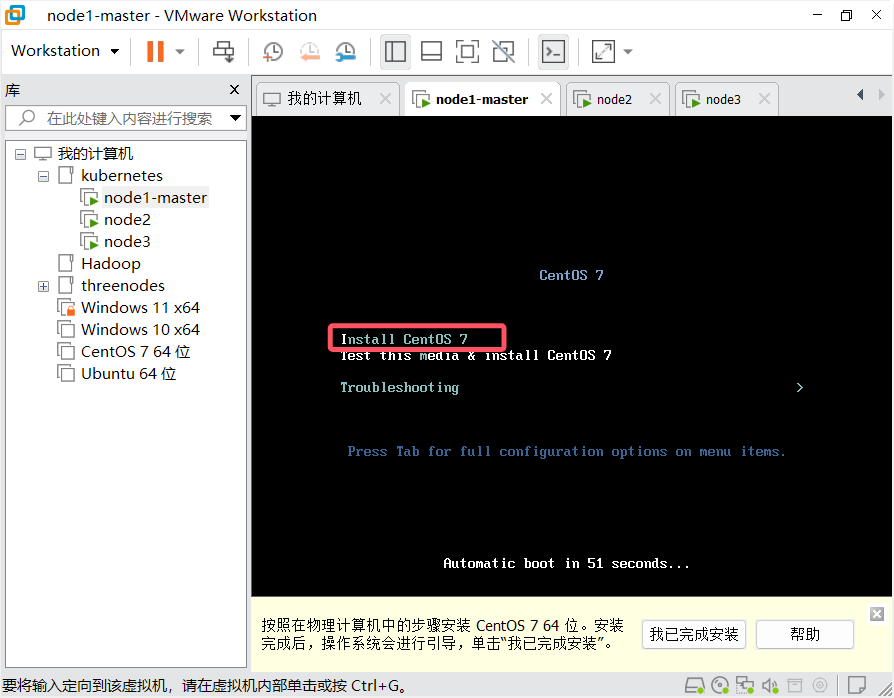 node1-master - VMware Workstation
Workstation
库
在此处键入内容进行搜索
我的计算机
kubernetes
node1-master
node2
node3
Hadoop
threenodes
Windows 11 x64
Windows 10 x64
CentOS 7 64 位
Ubuntu 64 位
我的计算机
node1-master
node2
node3
CentOS 7
Install CentOS 7
Test this media & install CentOS 7
Troubleshooting >
Press Tab for full configuration options on menu items.
Automatic boot in 51 seconds...
按照在物理计算机中的步骤安装 CentOS 7 64 位。安装
完成后，操作系统会进行引导，单击“我已完成安装”。
我已完成安装
帮助
要将输入定向到该虚拟机，请在虚拟机内部单击或按 Ctrl+G。